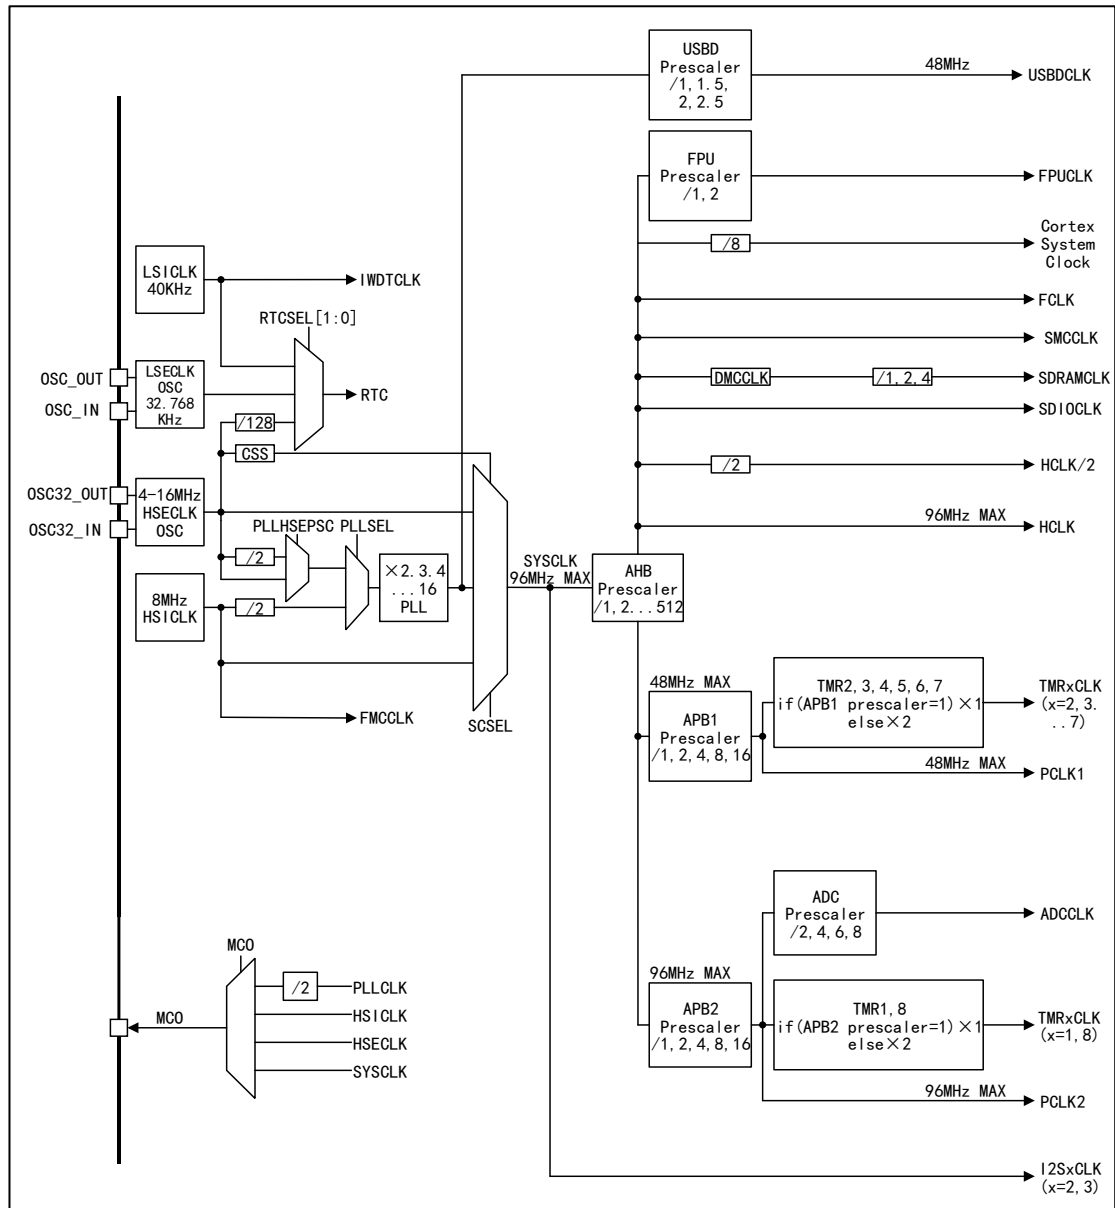 USBD
Prescaler
/1, 1. 5,
2, 2. 5
48MHz
USBDCLK
FPU
Prescaler
/1, 2
FPUCLK
/8
Cortex
System
Clock
LSICLK
40KHz
IWDTCLK
FCLK
RTCSEL[1:0]
SMCCLK
OSC_OUT
OSC_IN
LSECLK
OSC
32. 768
KHz
RTC
DMCCLK
/1, 2. 4
SDRAMCLK
SDIOCLK
/128
CSS
/2
HCLK/2
OSC32_OUT
OSC32_IN
4-16MHz
HSECLK
OSC
96MHz MAX
HCLK
PLLHSEPSC
PLLSEL
/2
×2. 3. 4
. . . 16
PLL
SYSCLK
96MHz MAX
AHB
Prescaler
/1, 2. . . 512
8MHz
HSICLK
/2
FMCCLK
SCSEL
48MHz MAX
APB1
Prescaler
/1, 2, 4, 8, 16
TMR2, 3, 4, 5, 6, 7
if(APB1 prescaler=1)×1
else×2
TMRxCLK
(x=2, 3.
. . 7)
48MHz MAX
PCLK1
ADC
Prescaler
/2, 4, 6, 8
ADCCLK
MCO
/2
PLLCLK
HSICLK
HSECLK
SYSCLK
MCO
96MHz MAX
APB2
Prescaler
/1, 2, 4, 8, 16
TMR1, 8
if(APB2 prescaler=1)×1
else×2
TMRxCLK
(x=1, 8)
96MHz MAX
PCLK2
I2SxCLK
(x=2, 3)